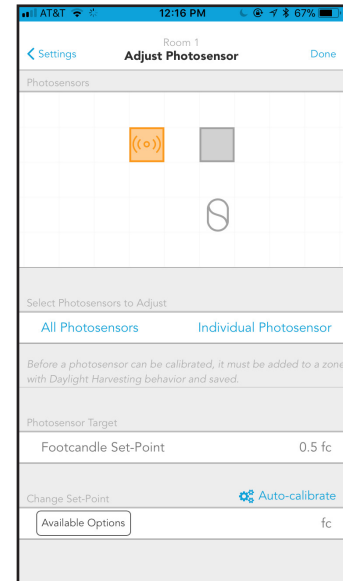 AT&T 12:16 PM 67%
Settings
Room 1
Adjust Photosensor
Done
Photosensors
Select Photosensors to Adjust
All Photosensors Individual Photosensor
Before a photosensor can be calibrated, it must be added to a zone
with Daylight Harvesting behavior and saved.
Photosensor Target
Footcandle Set-Point 0.5 fc
Change Set-Point Auto-calibrate
Available Options fc